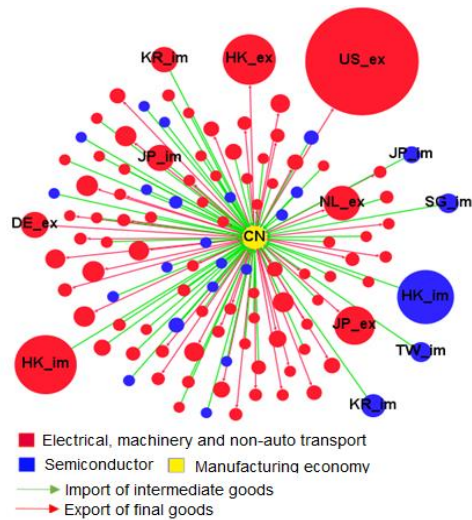 KR_im
HK_ex
US_ex
JP_im
JP_im
NL_ex
SG_im
DE_ex
CN
HK_im
JP_ex
HK_im
TW_im
KR_im
Electrical, machinery and non-auto transport
Semiconductor
Manufacturing economy
Import of intermediate goods
Export of final goods